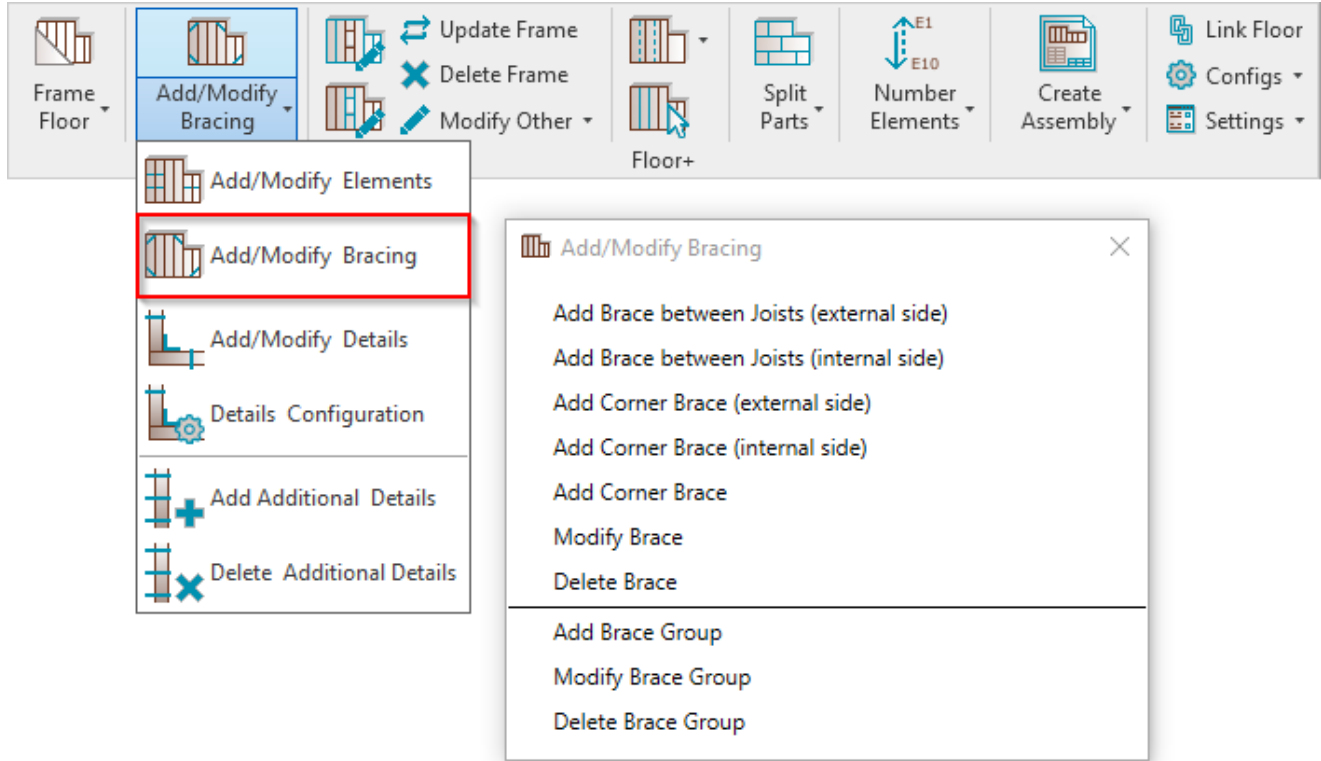 Frame
Floor
Add/Modify
Bracing
Update Frame
Delete Frame
Modify Other
Split
Parts
E1
E10
Number
Elements
Create
Assembly
Link Floor
Configs
Settings
Floor+
Add/Modify Elements
Add/Modify Bracing
Add/Modify Details
Details Configuration
Add Additional Details
Delete Additional Details
Add/Modify Bracing
Add Brace between Joists (external side)
Add Brace between Joists (internal side)
Add Corner Brace (external side)
Add Corner Brace (internal side)
Add Corner Brace
Modify Brace
Delete Brace
Add Brace Group
Modify Brace Group
Delete Brace Group